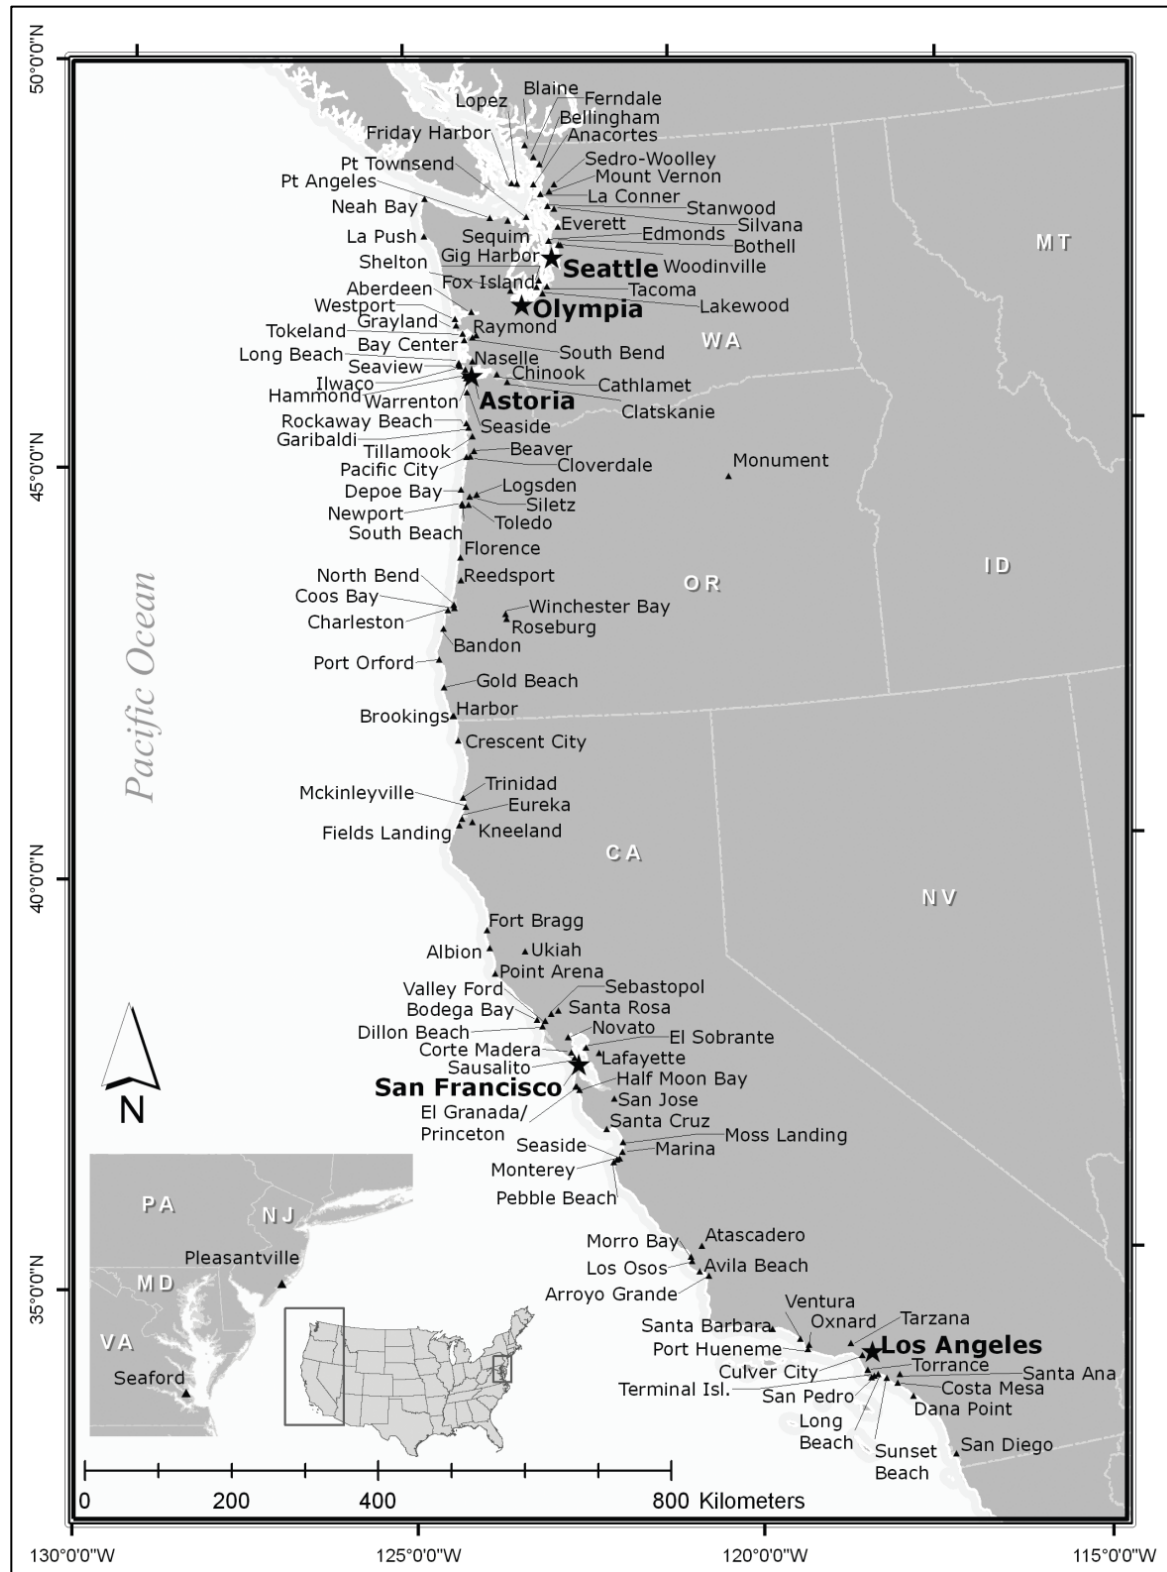 50°0'0"N
Blaine
Lopez
Ferndale
Bellingham
Friday Harbor
Anacortes
Pt Townsend
Sedro-Woolley
Mount Vernon
Pt Angeles
La Conner
Neah Bay
Stanwood
Silvana
Everett
La Push
Sequim
Edmonds
Bothell
Gig Harbor
Shelton
Seattle
Woodinville
Fox Island
Aberdeen
Tacoma
Westport
Olympia
Lakewood
Grayland
Tokeland
Raymond
Bay Center
South Bend
Long Beach
Naselle
Seaview
Chinook
Ilwaco
Cathlamet
Hammond
Warrenton
Astoria
Clatskanie
Rockaway Beach
Seaside
Garibaldi
Tillamook
Beaver
Pacific City
Cloverdale
45°0'0"N
Monument
Depoe Bay
Logsden
Siletz
Newport
Toledo
South Beach
Florence
North Bend
Reedsport
Coos Bay
Winchester Bay
Charleston
Roseburg
Bandon
Port Orford
Gold Beach
Harbor
Brookings
Crescent City
Trinidad
Mckinleyville
Eureka
Fields Landing
Kneeland
WA
MT
OR
ID
CA
NV
Pacific Ocean
40°0'0"N
Fort Bragg
Albion
Ukiah
Point Arena
Valley Ford
Sebastopol
Bodega Bay
Santa Rosa
Dillon Beach
Novato
El Sobrante
Corte Madera
Lafayette
Sausalito
San Francisco
Half Moon Bay
El Granada/
Princeton
San Jose
Santa Cruz
Moss Landing
Seaside
Marina
Monterey
Pebble Beach
N
Atascadero
Morro Bay
Los Osos
Avila Beach
Arroyo Grande
35°0'0"N
Ventura
Oxnard
Tarzana
Santa Barbara
Port Hueneme
Los Angeles
Culver City
Torrance
Terminal Isl.
San Pedro
Santa Ana
Costa Mesa
Dana Point
Long
Beach
Sunset
Beach
San Diego
PA
NJ
Pleasantville
MD
VA
Seaford
0 200 400 800 Kilometers
130°0'0"W 125°0'0"W 120°0'0"W 115°0'0"W